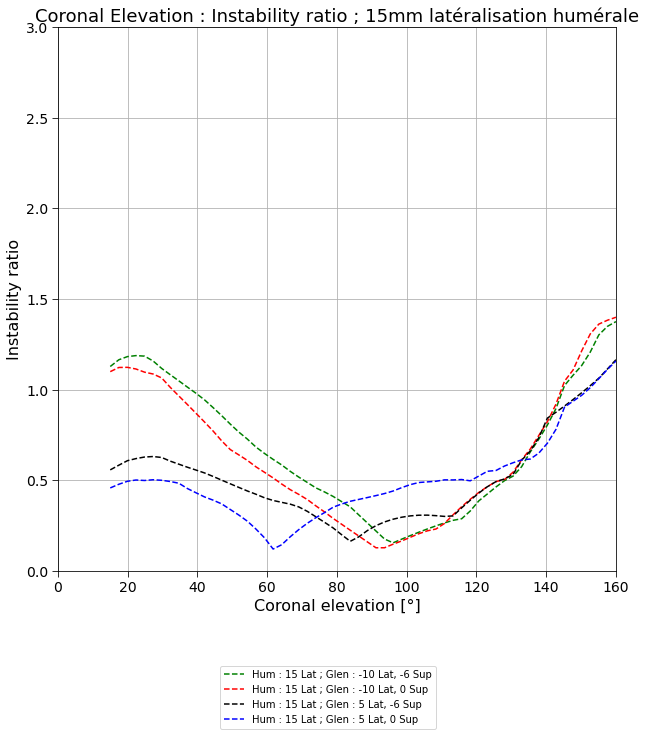 Coronal Elevation : Instability ratio ; 15mm latéralisation humérale
3.0
2.5
2.0
1.5
1.0
0.5
0.0
Instability ratio
0 20 40 60 80 100 120 140 160
Coronal elevation [°]
Hum : 15 Lat ; Glen : -10 Lat, -6 Sup
Hum : 15 Lat ; Glen : -10 Lat, 0 Sup
Hum : 15 Lat ; Glen : 5 Lat, -6 Sup
Hum : 15 Lat ; Glen : 5 Lat, 0 Sup